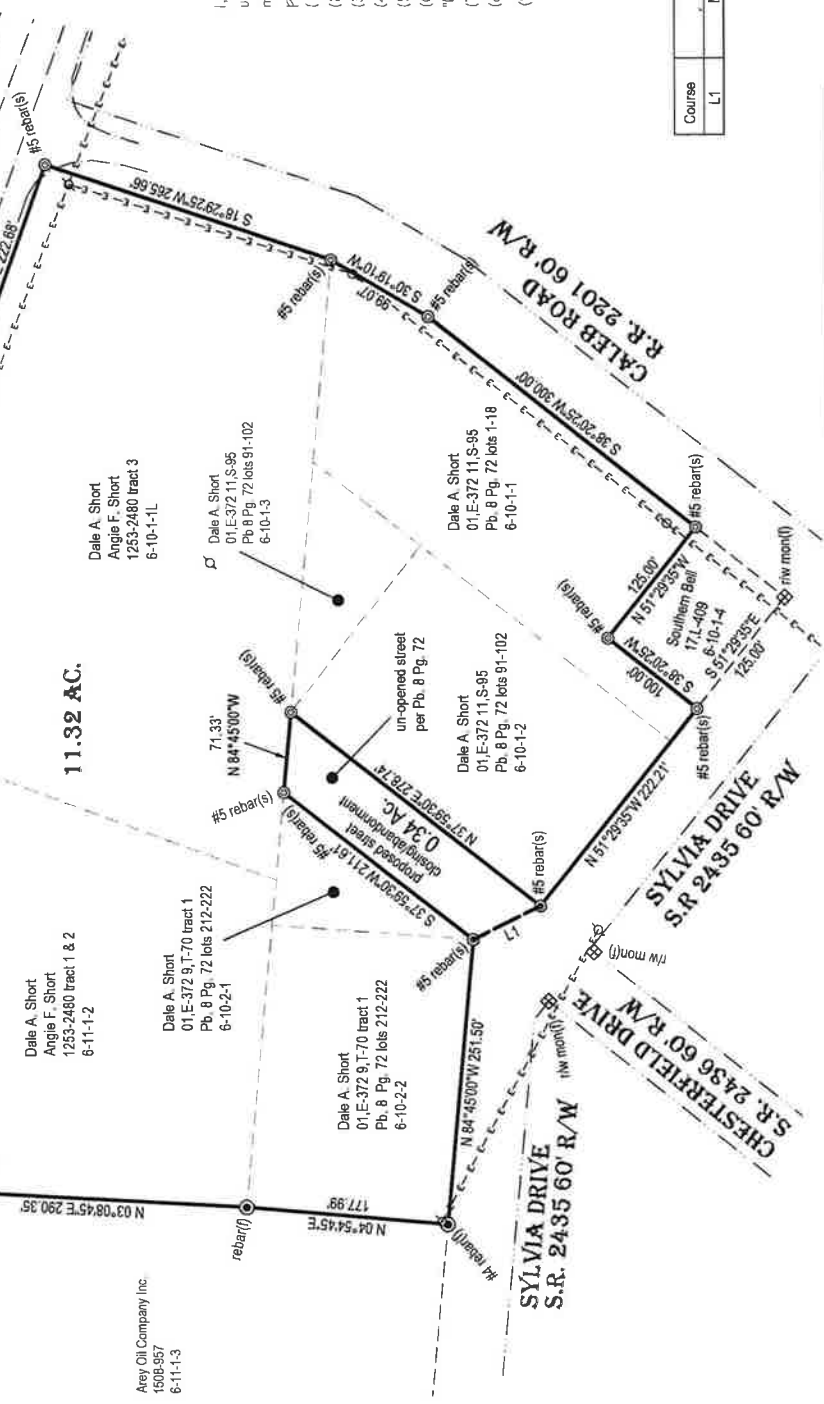 222.68'
#5 rebar(s)
S 18°29'25"W 265.66'
#5 rebar(s)
S 30°19'10"W
99.07'
#5 rebar(s)
CALEB ROAD
R.R. 2201 60' R/W
S 38°20'25"W 300.00'
Course
L1
Dale A. Short
Angie F. Short
1253-2480 tract 3
6-10-1-1L
Dale A. Short
01,E-372 11,S-95
Pb 8 Pg. 72 lots 91-102
6-10-1-3
Dale A. Short
01,E-372 11,S-95
Pb. 8 Pg. 72 lots 1-18
6-10-1-1
11.32 AC.
#5 rebar(s)
71.33'
N 84°45'00"W
#5 rebar(s)
#5 rebar(s)
un-opened street
per Pb. 8 Pg. 72
Dale A. Short
01,E-372 11,S-95
Pb. 8 Pg. 72 lots 91-102
6-10-1-2
N 37°59'30"E 278.74'
proposed street
closing/abandonment
0.34 AC.
S 37°59'30"W 211.61'
#5 rebar(s)
125.00'
N 51°29'35"W
#5 rebar(s)
Southern Bell
17,L-409
6-10-1-4
S 38°20'25"W
100.00'
S 51°29'35"E
125.00'
r/w mon(f)
#5 rebar(s)
N 51°29'35"W 222.21'
#5 rebar(s)
L1
#5 rebar(s)
SYLVIA DRIVE
S.R 2435 60' R/W
Dale A. Short
Angie F. Short
1253-2480 tract 1 & 2
6-11-1-2
Dale A. Short
01,E-372 9,T-70 tract 1
Pb. 8 Pg. 72 lots 212-222
6-10-2-1
Dale A. Short
01,E-372 9,T-70 tract 1
Pb. 8 Pg. 72 lots 212-222
6-10-2-2
N 84°45'00"W 251.50'
r/w mon(f)
r/w mon(f)
CHESTERFIELD DRIVE
S.R. 2436 60' R/W
N 03°08'45"E 290.35'
rebar(f)
177.99'
N 04°54'45"E
#4 rebar(f)
SYLVIA DRIVE
S.R. 2435 60' R/W
Arey Oil Company Inc.
1508-957
6-11-1-3